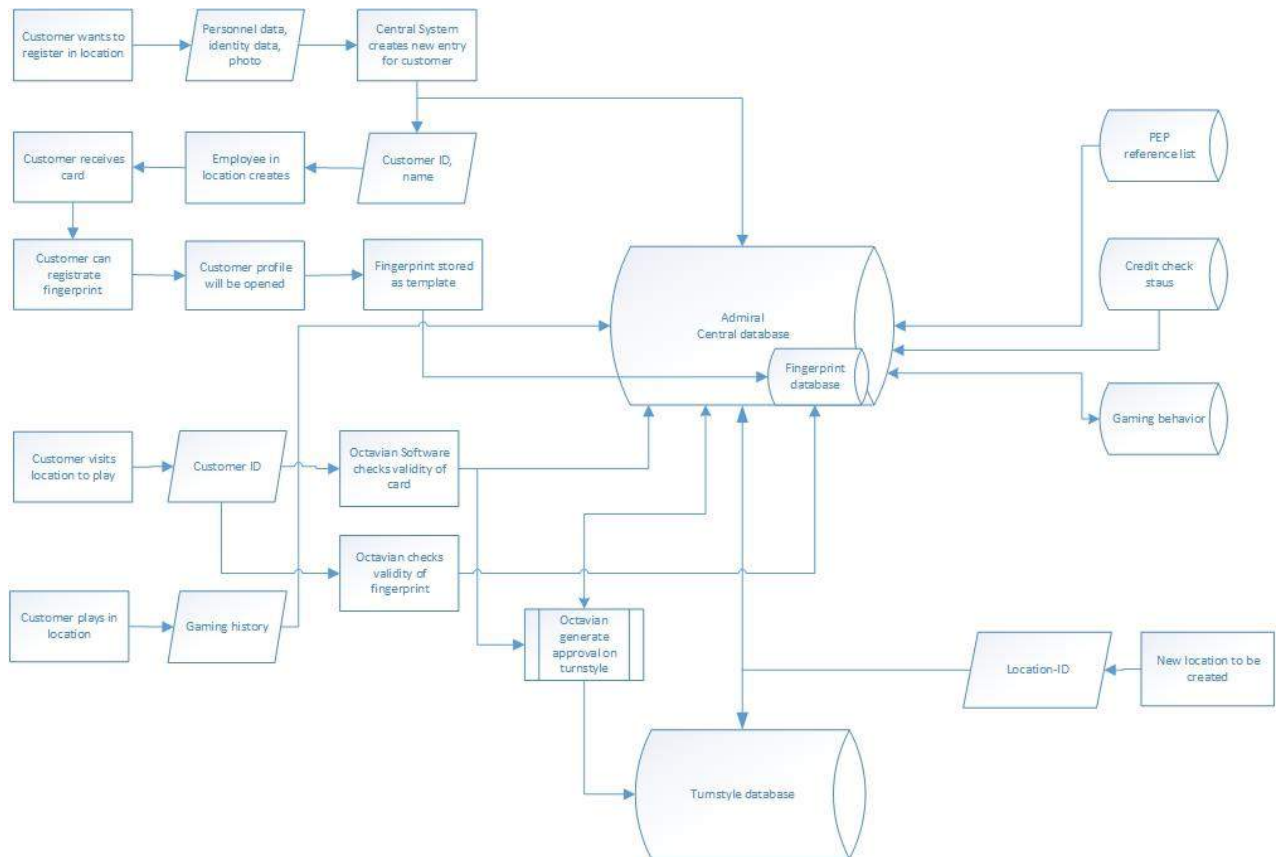 Customer wants to
register in location
Personnel data,
identity data,
photo
Central System
creates new entry
for customer
Customer receives
card
Employee in
location creates
Customer ID,
name
PEP
reference list
Customer can
registrate
fingerprint
Customer profile
will be opened
Fingerprint stored
as template
Credit check
staus
Admiral
Central database
Fingerprint
database
Gaming behavior
Customer visits
location to play
Customer ID
Octavian Software
checks validity of
card
Octavian checks
validity of
fingerprint
Customer plays in
location
Gaming history
Octavian
generate
approval on
turnstyle
Location-ID
New location to be
created
Turnstyle database